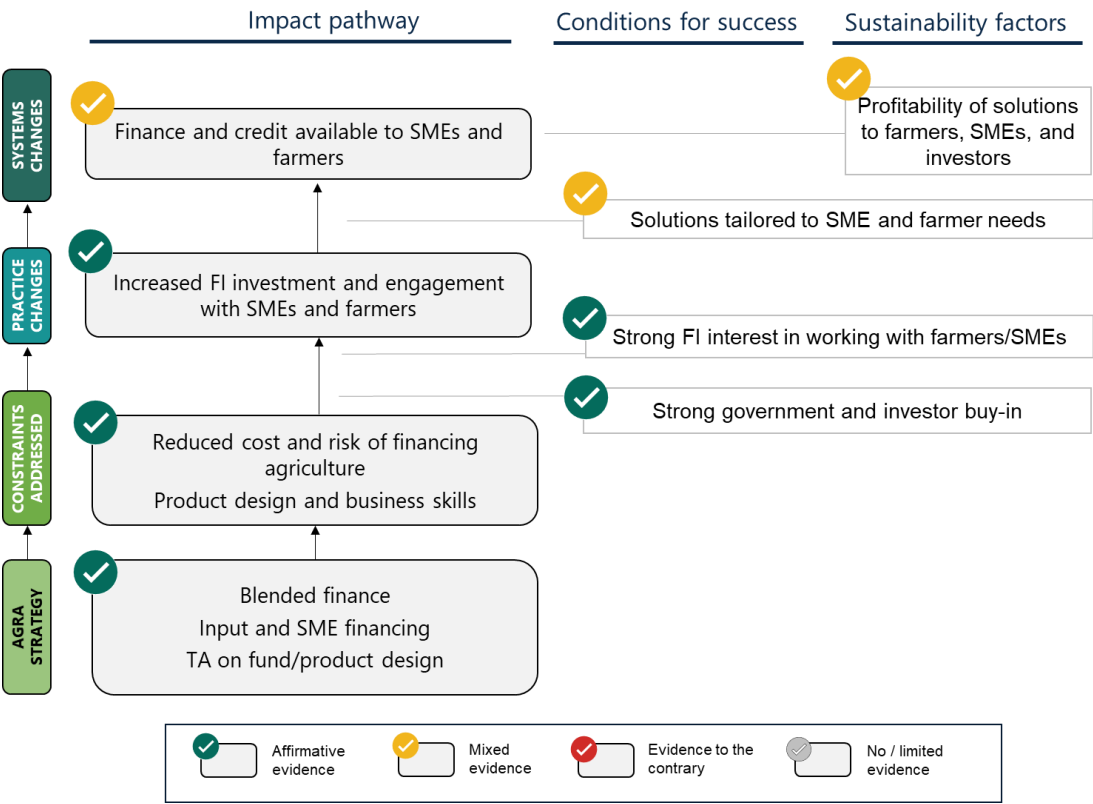 Impact pathway
Conditions for success
Sustainability factors
SYSTEMS
CHANGES
Finance and credit available to SMEs and
farmers
Profitability of solutions
to farmers, SMEs, and
investors
Solutions tailored to SME and farmer needs
PRACTICE
CHANGES
Increased FI investment and engagement
with SMEs and farmers
Strong FI interest in working with farmers/SMEs
Strong government and investor buy-in
CONSTRAINTS
ADDRESSED
Reduced cost and risk of financing
agriculture
Product design and business skills
AGRA
STRATEGY
Blended finance
Input and SME financing
TA on fund/product design
Affirmative
evidence
Mixed
evidence
Evidence to the
contrary
No / limited
evidence